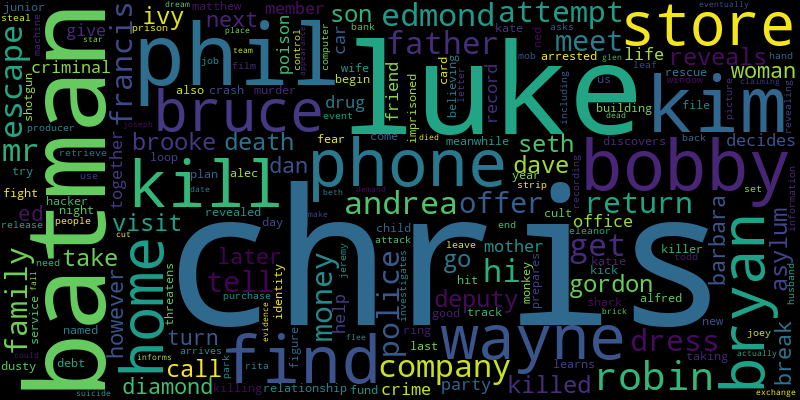 junior
steal
ivy
matthew
next
member
son
edmond
attempt
store
eventually
dream
place
bank
asks
kate
ned
machine
star
give
prison
francis
phil
poison
car
father
meet
life
reveals
hand
glen
mob
arrested
escape
criminal
shotgun
team
job
film
control
computer
wife
begin
luke
woman
leaf
us
rescue
window
kim
claiming
revealing
mr
producer
also
crash
murder
bruce
drug
event
friend
imprisoned
card
believing
letter
record
including
building
file
dead
picture
decides
batman
together
joseph
brooke
death
fear
come
meanwhile
died
seth
discovers
back
retrieve
try
use
loop
plan
alec
dan
phone
year
dave
strip
recording
bobby
set
information
fight
hacker
ed
night
people
release
cut
kill
date
revealed
make
beth
demand
andrea
offer
cult
return
visit
day
child
attack
end
eleanor
office
katie
killer
barbara
asylum
need
fall
service
family
take
home
threatens
chris
later
tell
identity
money
help
jeremy
police
investigates
mother
leave
go
hit
hi
monkey
prepares
get
kick
gordon
todd
shark
alfred
brick
bryan
husband
however
named
purchase
turn
arrives
evidence
figure
flee
ring
deputy
good
track
last
wayne
learns
new
taking
dress
break
joey
actually
dusty
debt
informs
call
find
park
rita
company
diamond
killing
relationship
fund
crime
party
killed
robin
suicide
exchange